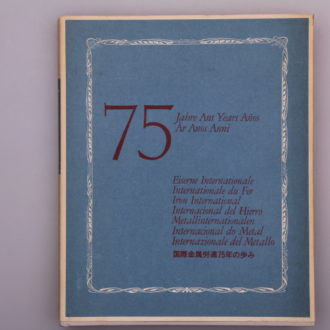 75
Jahre Ans Years Años
År Anos Anni
Eiserne Internationale
Internationale du Fer
Iron International
Internacional del Hierro
Metallinternationalen
Internacional do Metal
Internazionale del Metallo
国際金属労連75年の歩み